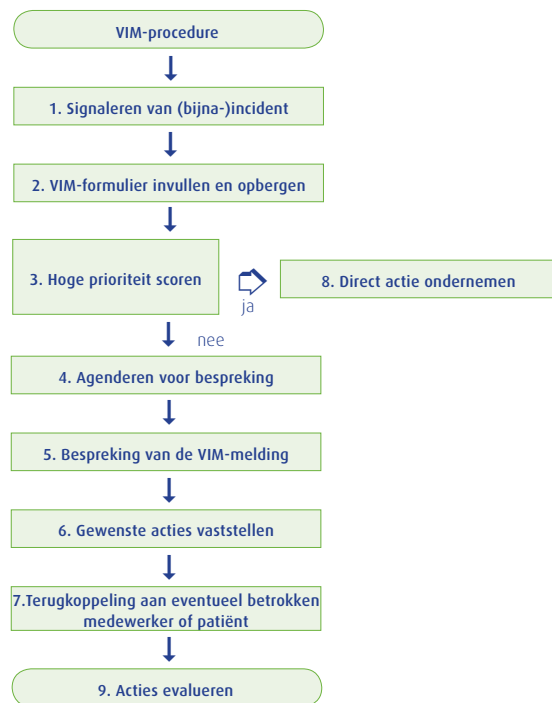 VIM-procedure
1. Signaleren van (bijna-)incident
2. VIM-formulier invullen en opbergen
3. Hoge prioriteit scoren
8. Direct actie ondernemen
ja
nee
4. Agenderen voor bespreking
5. Bespreking van de VIM-melding
6. Gewenste acties vaststellen
7.Terugkoppeling aan eventueel betrokken
medewerker of patiënt
9. Acties evalueren